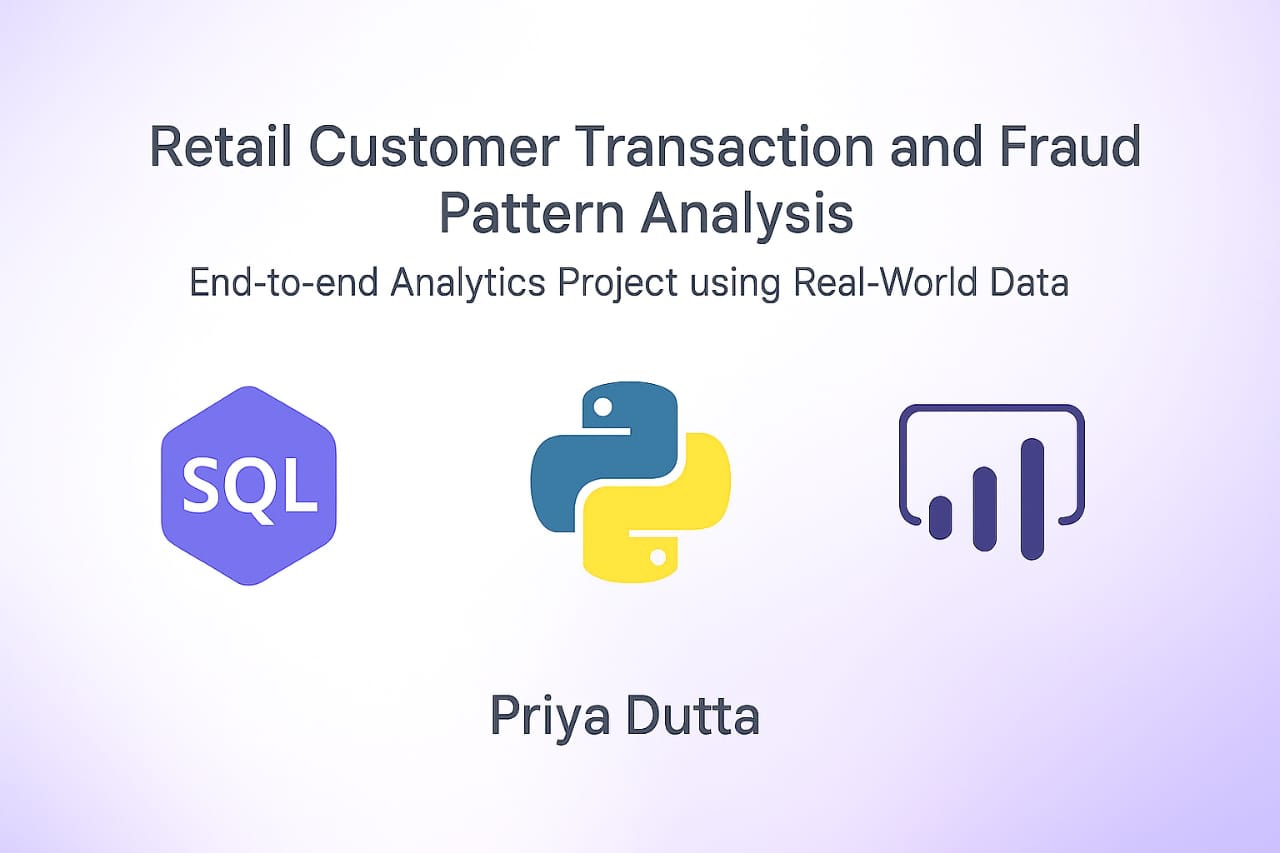 Retail Customer Transaction and Fraud
Pattern Analysis
End-to-end Analytics Project using Real-World Data
SQL
Priya Dutta